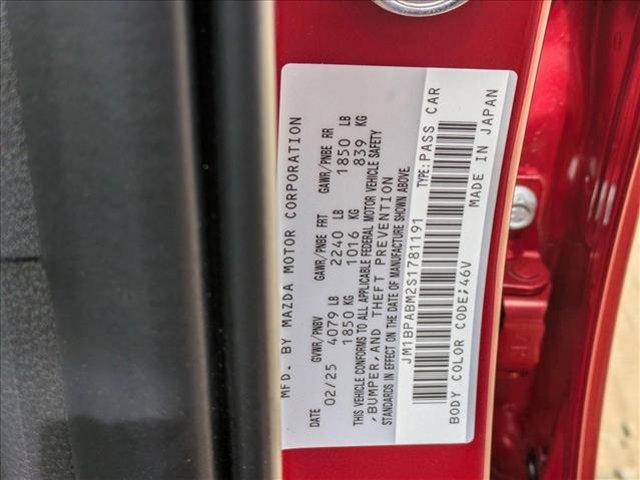 MFD. BY MAZDA MOTOR CORPORATION
DATE GVWR/PNBV GAWR/PNBE FRT GAWR/PNBE RR
02/25 4079 LB 2240 LB 1850 LB
1850 KG 1016 KG 839 KG
THIS VEHICLE CONFORMS TO ALL APPLICABLE FEDERAL MOTOR VEHICLE SAFETY
,BUMPER,AND THEFT PREVENTION
STANDARDS IN EFFECT ON THE DATE OF MANUFACTURE SHOWN ABOVE.
JM1BPABM2S1781191 TYPE:PASS CAR
BODY COLOR CODE:46V MADE IN JAPAN